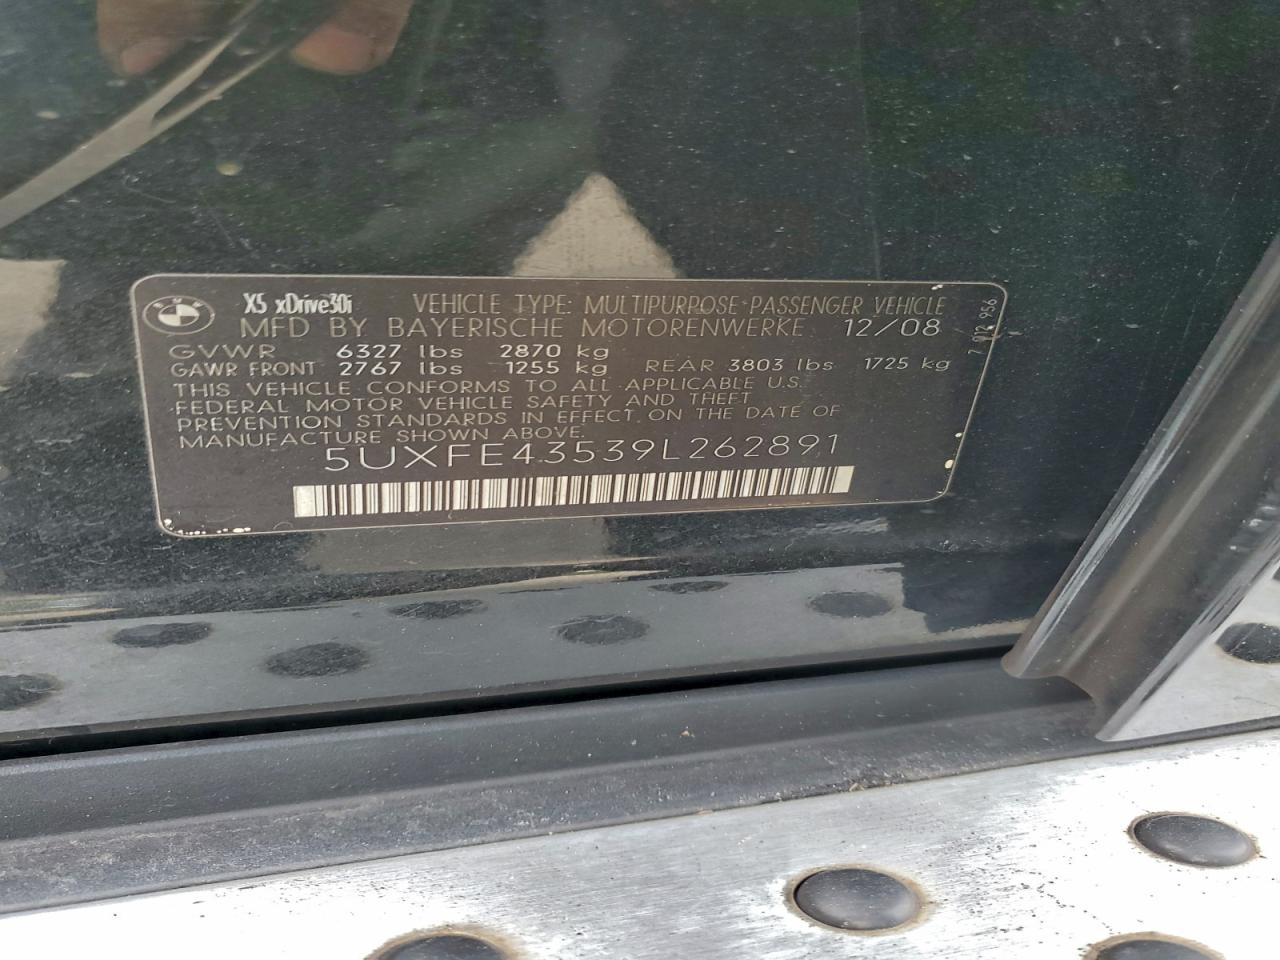 X5 xDrive30i VEHICLE TYPE: MULTIPURPOSE PASSENGER VEHICLE
MFD BY BAYERISCHE MOTORENWERKE 12/08
GVWR 6327 lbs 2870 kg
GAWR FRONT 2767 lbs 1255 kg REAR 3803 lbs 1725 kg
THIS VEHICLE CONFORMS TO ALL APPLICABLE U.S.
FEDERAL MOTOR VEHICLE SAFETY AND THEFT
PREVENTION STANDARDS IN EFFECT ON THE DATE OF
MANUFACTURE SHOWN ABOVE.
5UXFE43539L262891